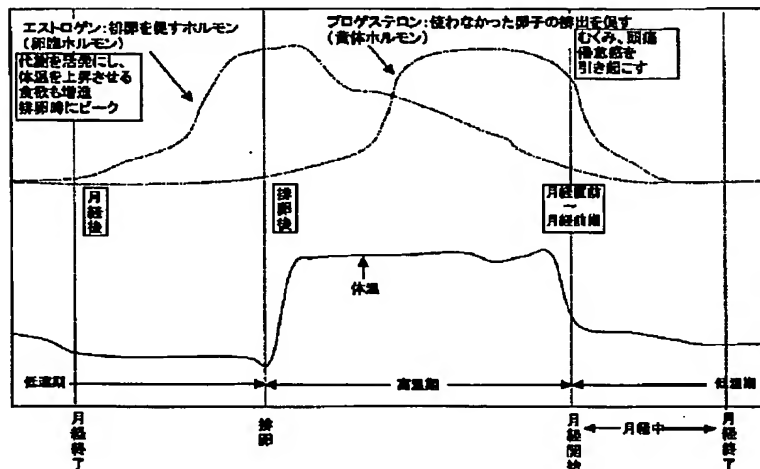 エストロゲン：排卵を促すホルモン
(卵胞ホルモン)
代謝を活発にし、
体温を上昇させる
食欲も増進
排卵時にピーク
プロゲステロン：使わなかった卵子の排出を促す
(黄体ホルモン)
むくみ、頭痛
倦怠感を
引き起こす
月経後
排卵後
月経直前
～
月経前期
体温
低温期
高温期
低温期
月経終了
排卵
月経開始
月経中
月経終了